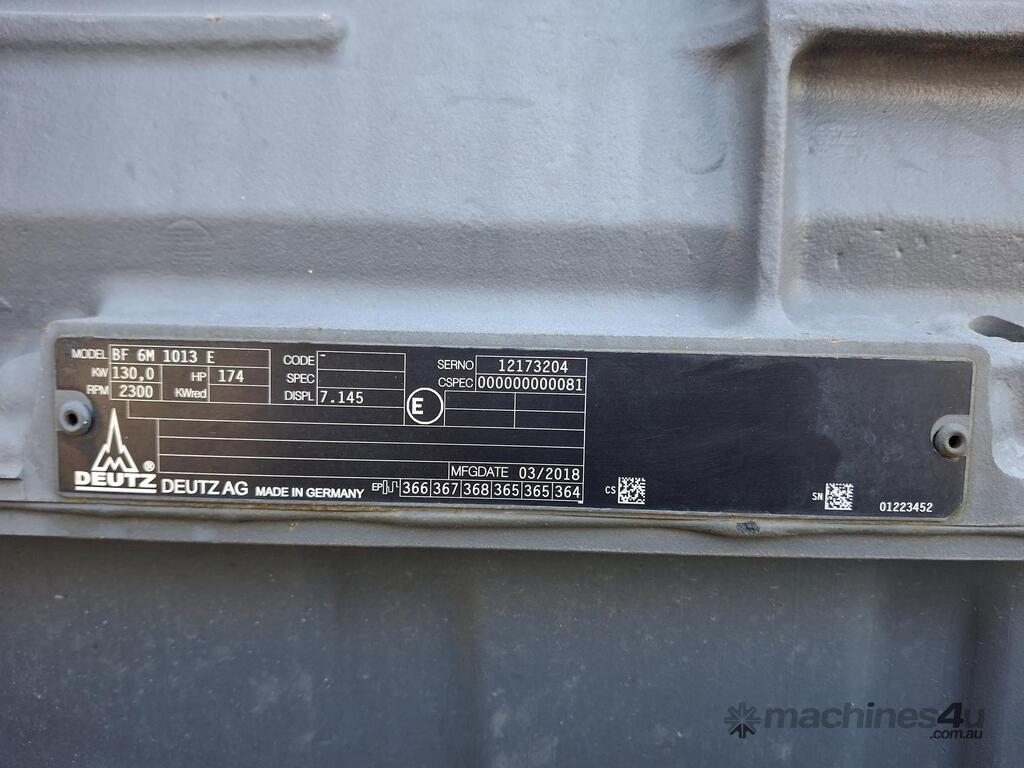 MODEL BF 6M 1013 E
KW 130,0 HP 174
RPM 2300 KWred
CODE -
SPEC
DISPL 7.145
E
SERNO 12173204
CSPEC 000000000081
MFGDATE 03/2018
DEUTZ ® DEUTZ AG MADE IN GERMANY EP 366 367 368 365 365 364
CS
SN
01223452
machines4u
.com.au